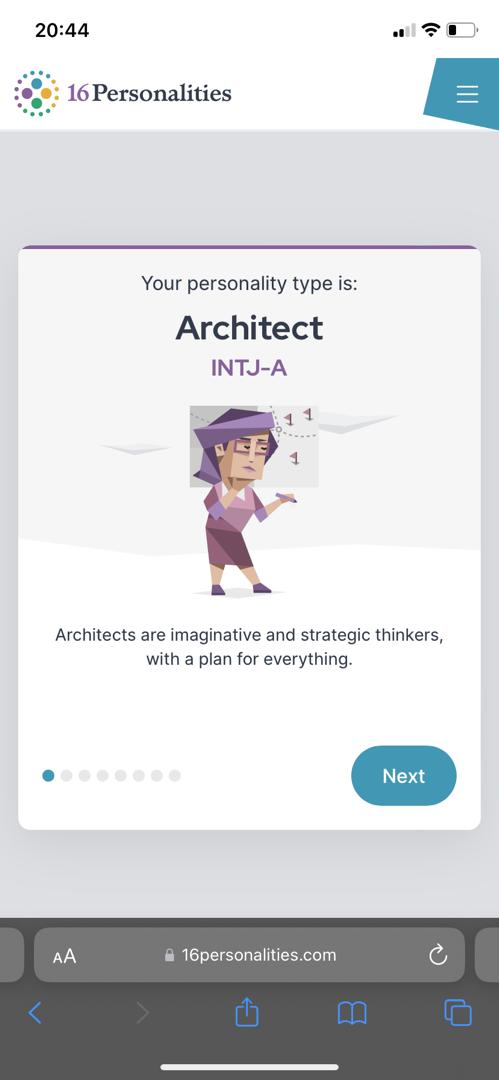 20:44
16Personalities
Your personality type is:
Architect
INTJ-A
Architects are imaginative and strategic thinkers,
with a plan for everything.
Next
AA
16personalities.com